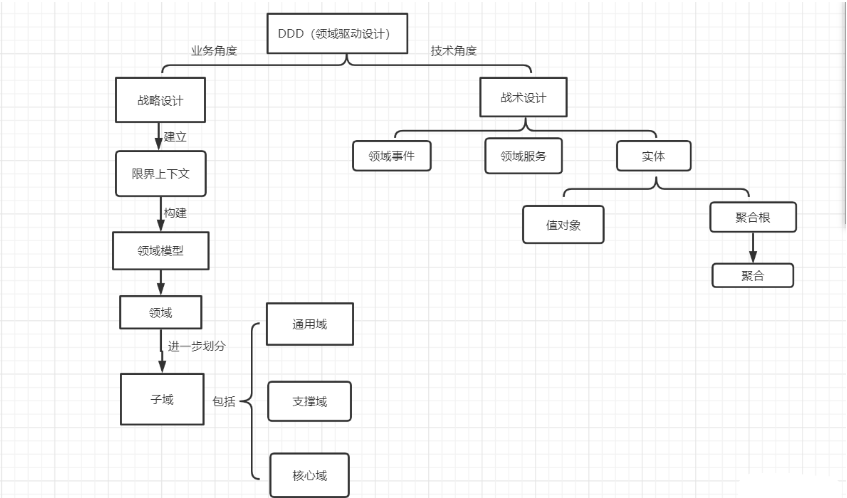 DDD（领域驱动设计）
业务角度
技术角度
战略设计
战术设计
建立
领域事件
领域服务
实体
限界上下文
构建
值对象
聚合根
领域模型
聚合
领域
通用域
进一步划分
子域
包括
支撑域
核心域